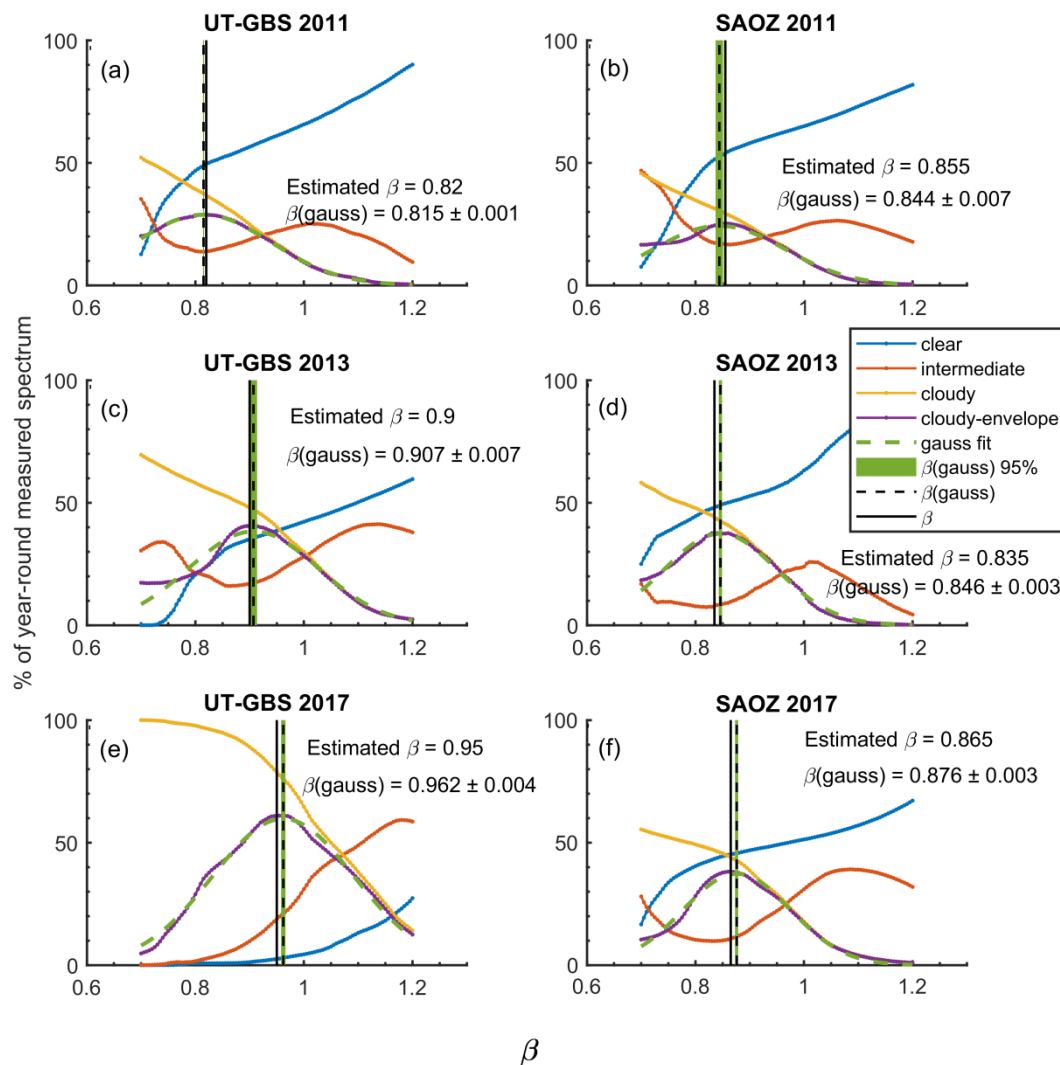 UT-GBS 2011
(a)
100
50
0
0.6
0.8
1
1.2
Estimated β = 0.82
β(gauss) = 0.815 ± 0.001
SAOZ 2011
(b)
100
50
0
0.6
0.8
1
1.2
Estimated β = 0.855
β(gauss) = 0.844 ± 0.007
% of year-round measured spectrum
UT-GBS 2013
(c)
100
50
0
0.6
0.8
1
1.2
Estimated β = 0.9
β(gauss) = 0.907 ± 0.007
SAOZ 2013
(d)
100
50
0
0.6
0.8
1
1.2
clear
intermediate
cloudy
cloudy-envelope
gauss fit
β(gauss) 95%
β(gauss)
β
Estimated β = 0.835
β(gauss) = 0.846 ± 0.003
UT-GBS 2017
(e)
100
50
0
0.6
0.8
1
1.2
Estimated β = 0.95
β(gauss) = 0.962 ± 0.004
SAOZ 2017
(f)
100
50
0
0.6
0.8
1
1.2
Estimated β = 0.865
β(gauss) = 0.876 ± 0.003
β